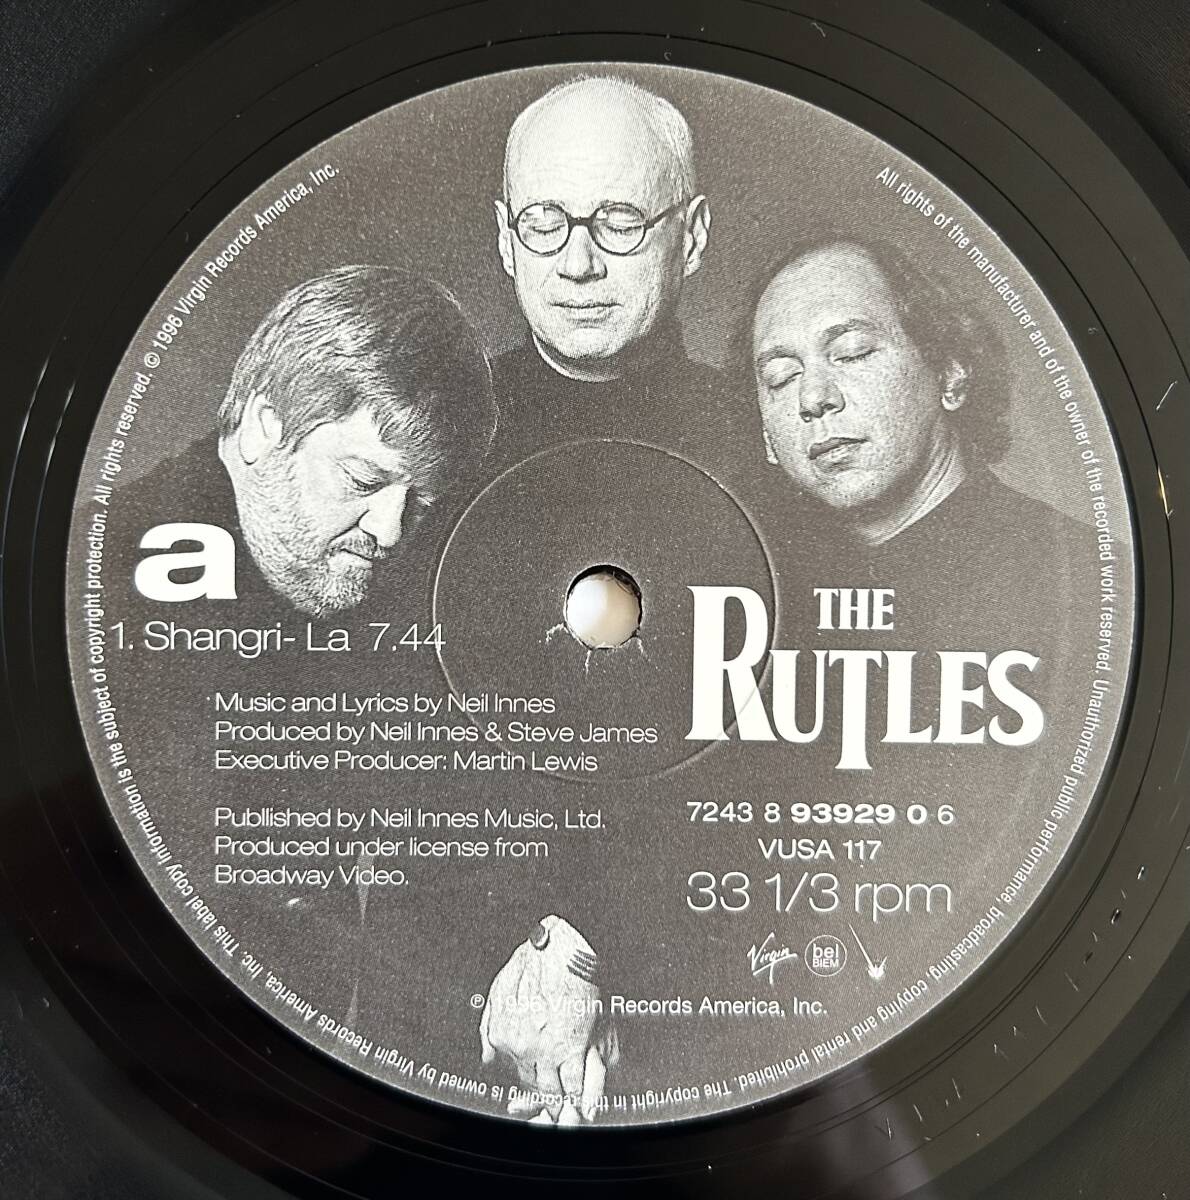 a
1. Shangri- La 7.44
Music and Lyrics by Neil Innes
Produced by Neil Innes & Steve James
Executive Producer: Martin Lewis
Publlished by Neil Innes Music, Ltd.
Produced under license from
Broadway Video.
THE
RUTLES
7243 8 93929 0 6
VUSA 117
33 1/3 rpm
Virgin
bel
BIEM
℗ 1996 Virgin Records America, Inc.
All rights of the manufacturer and of the owner of the recorded work reserved. Unauthorized public performance, broadcasting, copying and rental prohibited. The copyright in this recording is owned by Virgin Records America, Inc. This label copy information is the subject of copyright protection. All rights reserved. © 1996 Virgin Records America, Inc.